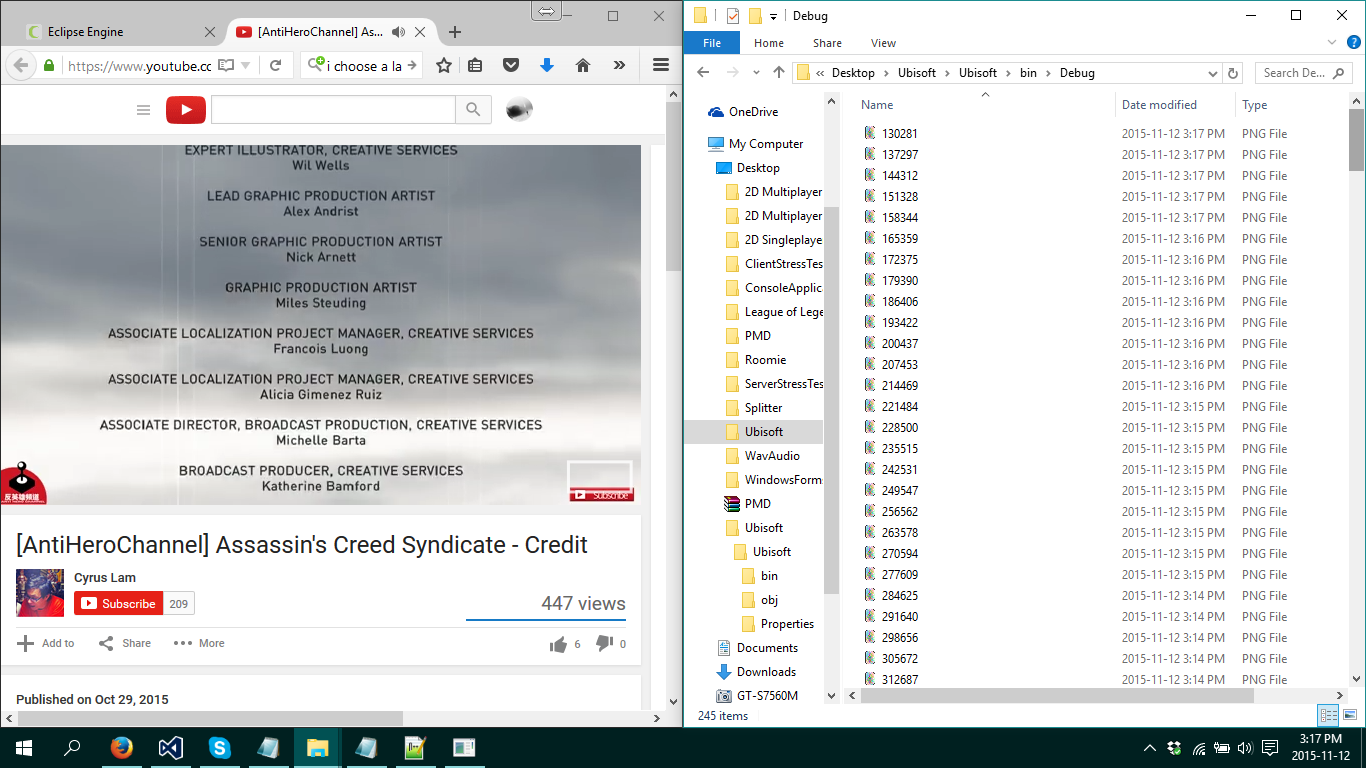 Eclipse Engine
[AntiHeroChannel] As...
https://www.youtube.cc
i choose a la
EXPERT ILLUSTRATOR, CREATIVE SERVICES
Wil Wells
LEAD GRAPHIC PRODUCTION ARTIST
Alex Andrist
SENIOR GRAPHIC PRODUCTION ARTIST
Nick Arnett
GRAPHIC PRODUCTION ARTIST
Miles Steuding
ASSOCIATE LOCALIZATION PROJECT MANAGER, CREATIVE SERVICES
Francois Luong
ASSOCIATE LOCALIZATION PROJECT MANAGER, CREATIVE SERVICES
Alicia Gimenez Ruiz
ASSOCIATE DIRECTOR, BROADCAST PRODUCTION, CREATIVE SERVICES
Michelle Barta
BROADCAST PRODUCER, CREATIVE SERVICES
Katherine Bamford
反英雄頻道
Subscribe
[AntiHeroChannel] Assassin's Creed Syndicate - Credit
Cyrus Lam
Subscribe 209
447 views
Add to Share More 6 0
Published on Oct 29, 2015
Debug
File Home Share View
« Desktop Ubisoft Ubisoft bin Debug
Search De...
OneDrive
My Computer
Desktop
2D Multiplayer
2D Multiplayer
2D Singleplaye
ClientStressTes
ConsoleApplica
League of Lege
PMD
Roomie
ServerStressTes
Splitter
Ubisoft
WavAudio
WindowsForm
PMD
Ubisoft
Ubisoft
bin
obj
Properties
Documents
Downloads
GT-S7560M
Name Date modified Type
130281 2015-11-12 3:17 PM PNG File
137297 2015-11-12 3:17 PM PNG File
144312 2015-11-12 3:17 PM PNG File
151328 2015-11-12 3:17 PM PNG File
158344 2015-11-12 3:17 PM PNG File
165359 2015-11-12 3:16 PM PNG File
172375 2015-11-12 3:16 PM PNG File
179390 2015-11-12 3:16 PM PNG File
186406 2015-11-12 3:16 PM PNG File
193422 2015-11-12 3:16 PM PNG File
200437 2015-11-12 3:16 PM PNG File
207453 2015-11-12 3:16 PM PNG File
214469 2015-11-12 3:16 PM PNG File
221484 2015-11-12 3:15 PM PNG File
228500 2015-11-12 3:15 PM PNG File
235515 2015-11-12 3:15 PM PNG File
242531 2015-11-12 3:15 PM PNG File
249547 2015-11-12 3:15 PM PNG File
256562 2015-11-12 3:15 PM PNG File
263578 2015-11-12 3:15 PM PNG File
270594 2015-11-12 3:15 PM PNG File
277609 2015-11-12 3:15 PM PNG File
284625 2015-11-12 3:14 PM PNG File
291640 2015-11-12 3:14 PM PNG File
298656 2015-11-12 3:14 PM PNG File
305672 2015-11-12 3:14 PM PNG File
312687 2015-11-12 3:14 PM PNG File
245 items
3:17 PM
2015-11-12